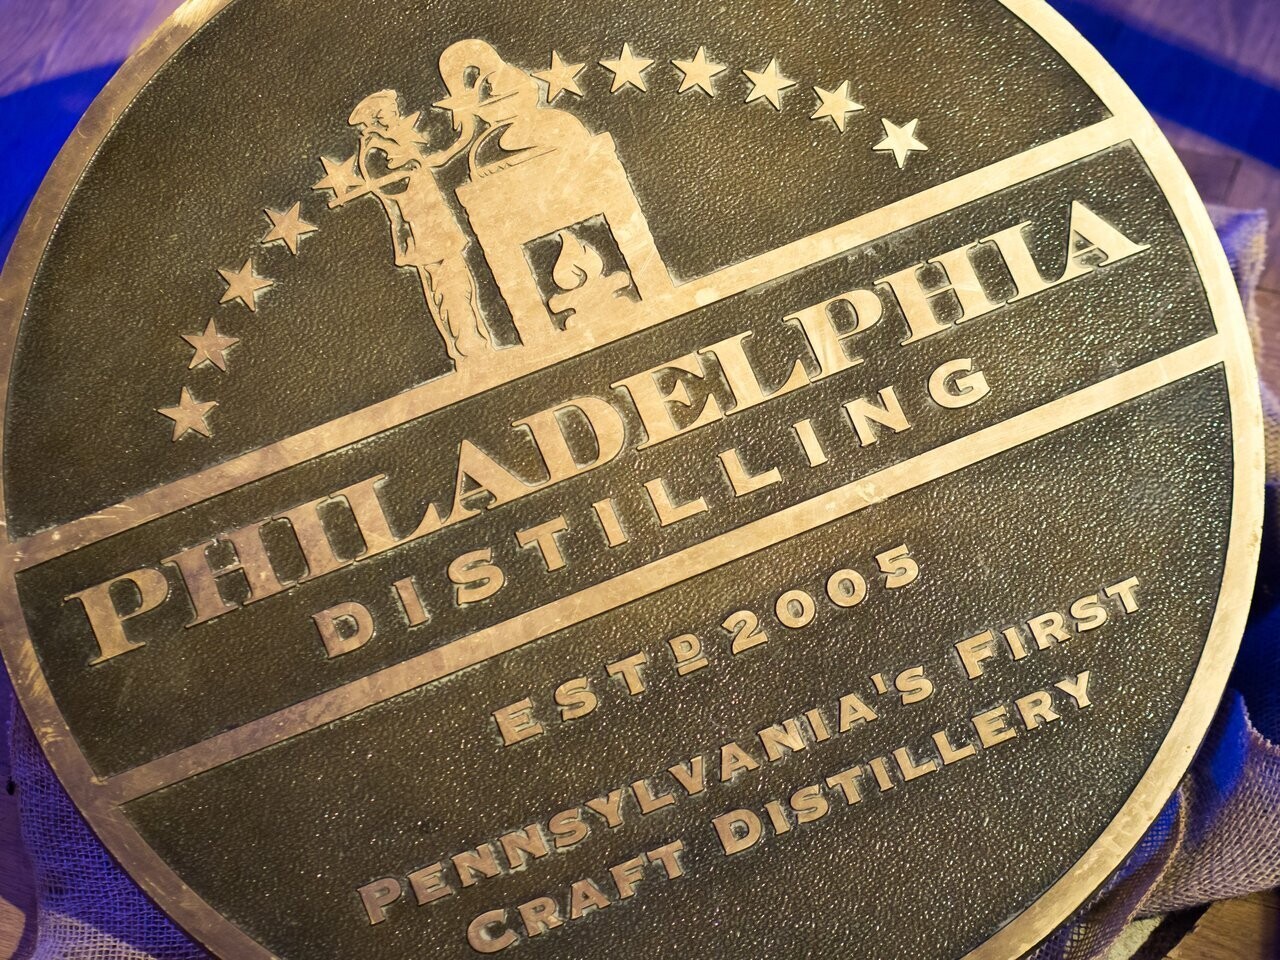 PHILADELPHIA
DISTILLING
ESTD 2005
PENNSYLVANIA'S FIRST
CRAFT DISTILLERY